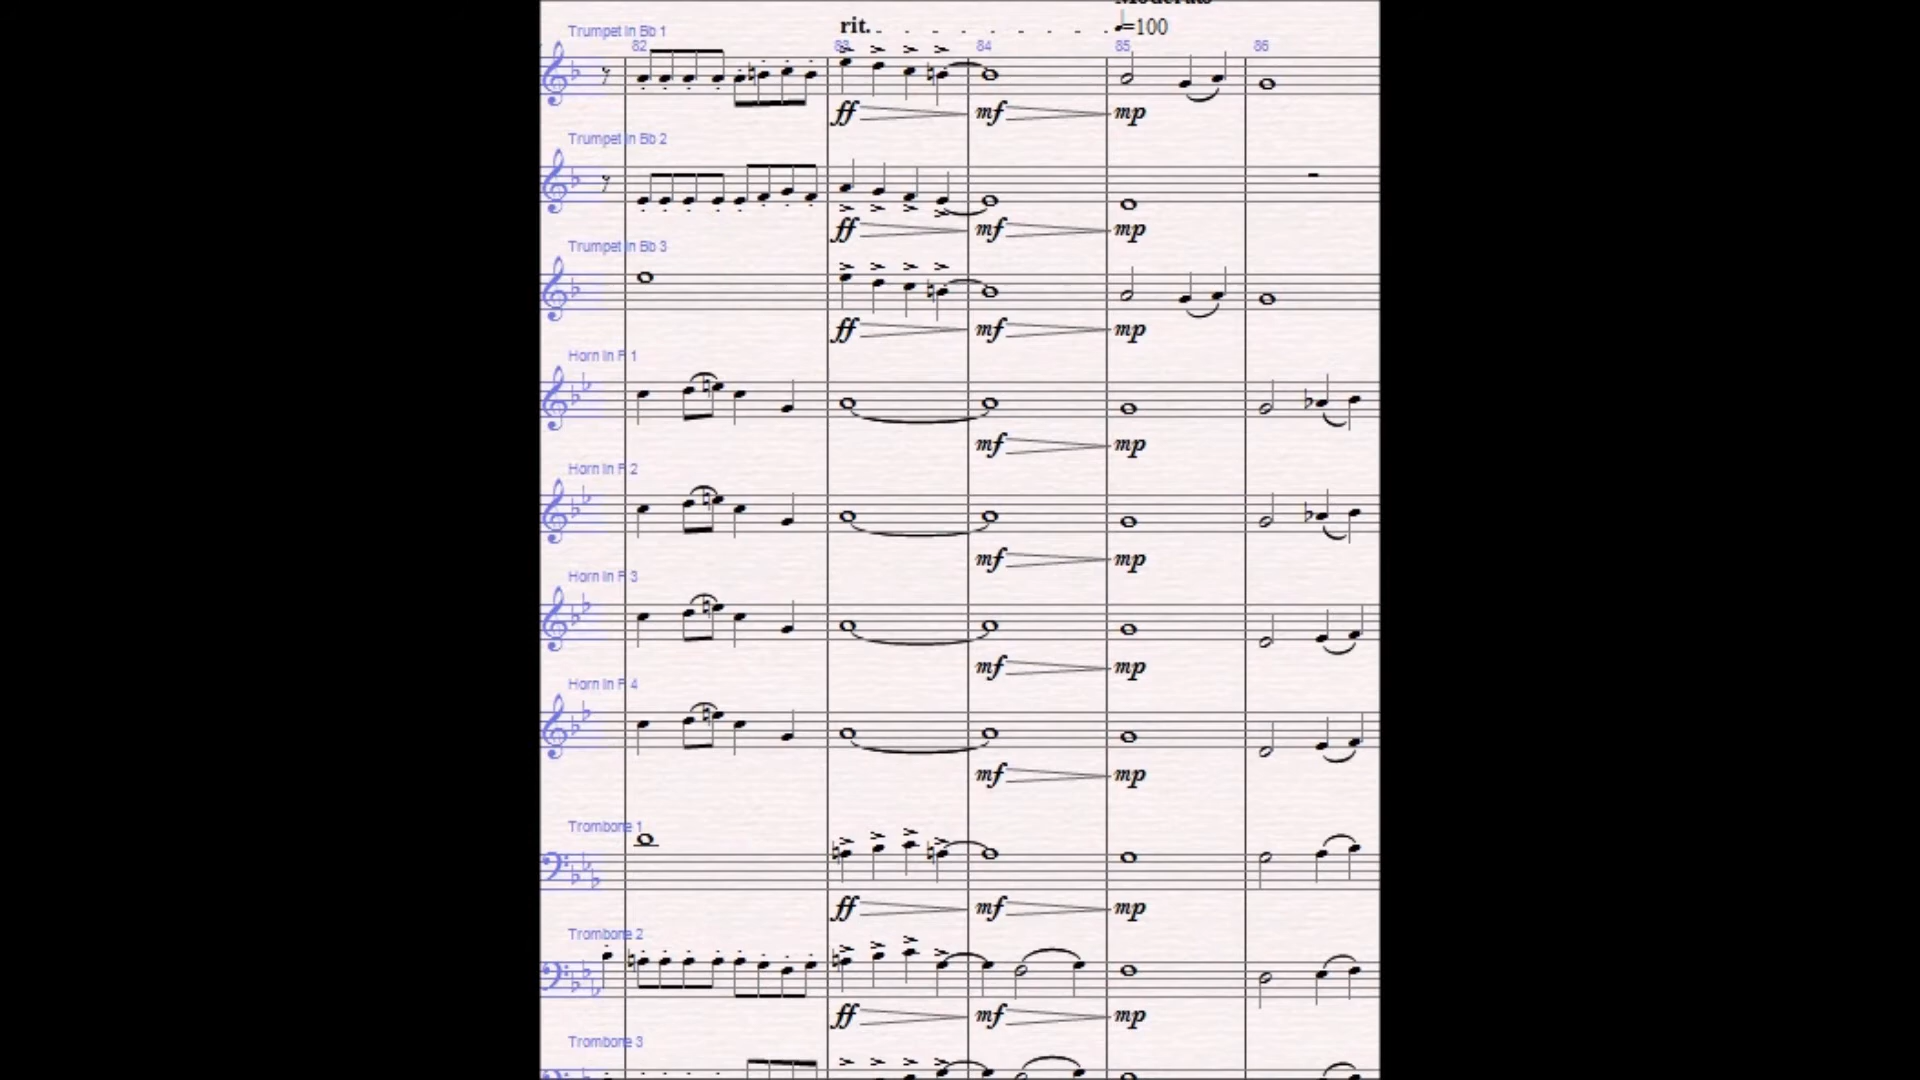 Moderato
rit. ♩=100
Trumpet in Bb 1
82 83 84 85 86
ff mf mp
Trumpet in Bb 2
ff mf mp
Trumpet in Bb 3
ff mf mp
Horn in F 1
mf mp
Horn in F 2
mf mp
Horn in F 3
mf mp
Horn in F 4
mf mp
Trombone 1
ff mf mp
Trombone 2
ff mf mp
Trombone 3